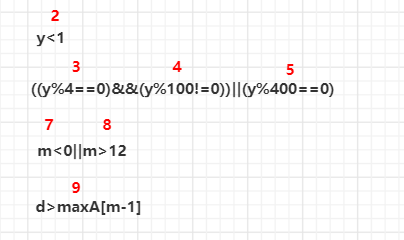 2
y<1
3 4 5
((y%4==0)&&(y%100!=0))||(y%400==0)
7 8
m<0||m>12
9
d>maxA[m-1]